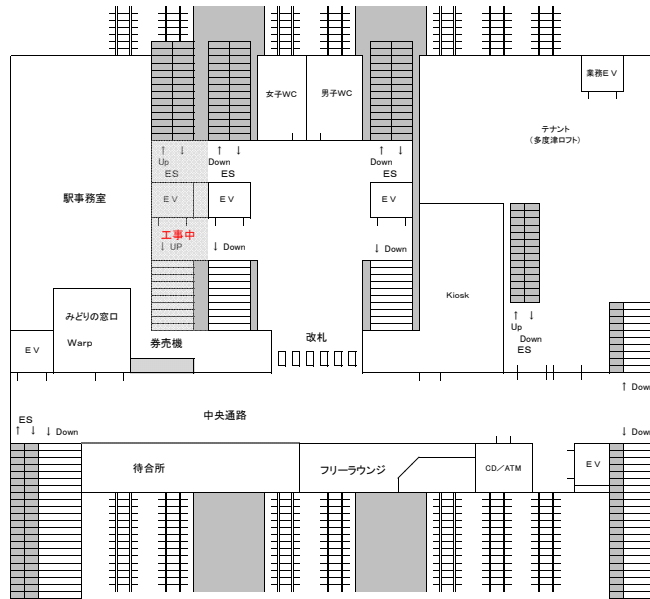 業務EV
女子WC
男子WC
テナント
(多度津ロフト)
↑ ↓
Up
ES
↑ ↓
Down
ES
↑ ↓
Down
ES
駅事務室
EV
EV
EV
工事中
↓ UP
↓ Down
↓ Down
Kiosk
みどりの窓口
Warp
↑ ↓
Up
Down
ES
改札
券売機
EV
↑ Down
中央通路
ES
↑ ↓ ↓ Down
↓ Down
待合所
フリーラウンジ
CD/ATM
EV